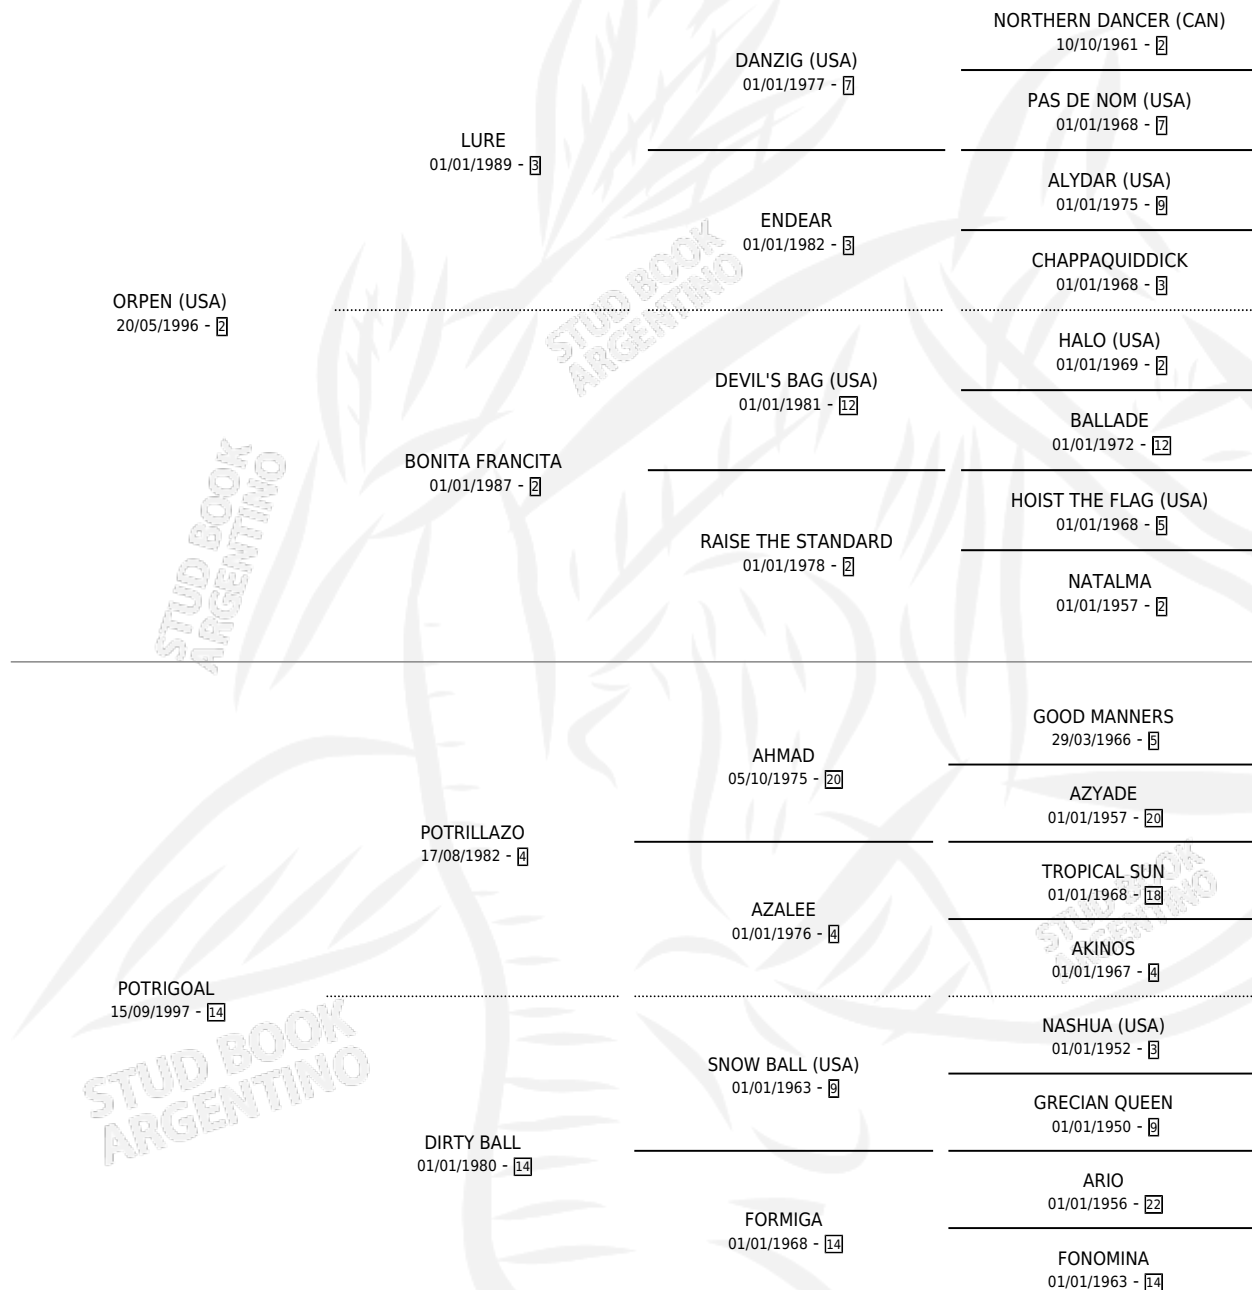 NORTHERN DANCER (CAN)
10/10/1961 - 2
DANZIG (USA)
01/01/1977 - 7
PAS DE NOM (USA)
01/01/1968 - 7
LURE
01/01/1989 - 3
ALYDAR (USA)
01/01/1975 - 9
ENDEAR
01/01/1982 - 3
CHAPPAQUIDDICK
01/01/1968 - 3
STUD BOOK
ARGENTINO
ORPEN (USA)
20/05/1996 - 2
HALO (USA)
01/01/1969 - 2
DEVIL'S BAG (USA)
01/01/1981 - 12
BALLADE
01/01/1972 - 12
BONITA FRANCITA
01/01/1987 - 2
HOIST THE FLAG (USA)
01/01/1968 - 5
RAISE THE STANDARD
01/01/1978 - 2
NATALMA
01/01/1957 - 2
STUD BOOK
ARGENTINO
GOOD MANNERS
29/03/1966 - 5
AHMAD
05/10/1975 - 20
AZYADE
01/01/1957 - 20
POTRILLAZO
17/08/1982 - 4
TROPICAL SUN
01/01/1968 - 18
STUD BOOK
ARGENTINO
AZALEE
01/01/1976 - 4
AKINOS
01/01/1967 - 4
POTRIGOAL
15/09/1997 - 14
STUD BOOK
ARGENTINO
NASHUA (USA)
01/01/1952 - 3
SNOW BALL (USA)
01/01/1963 - 9
GRECIAN QUEEN
01/01/1950 - 9
DIRTY BALL
01/01/1980 - 14
ARIO
01/01/1956 - 22
FORMIGA
01/01/1968 - 14
FONOMINA
01/01/1963 - 14